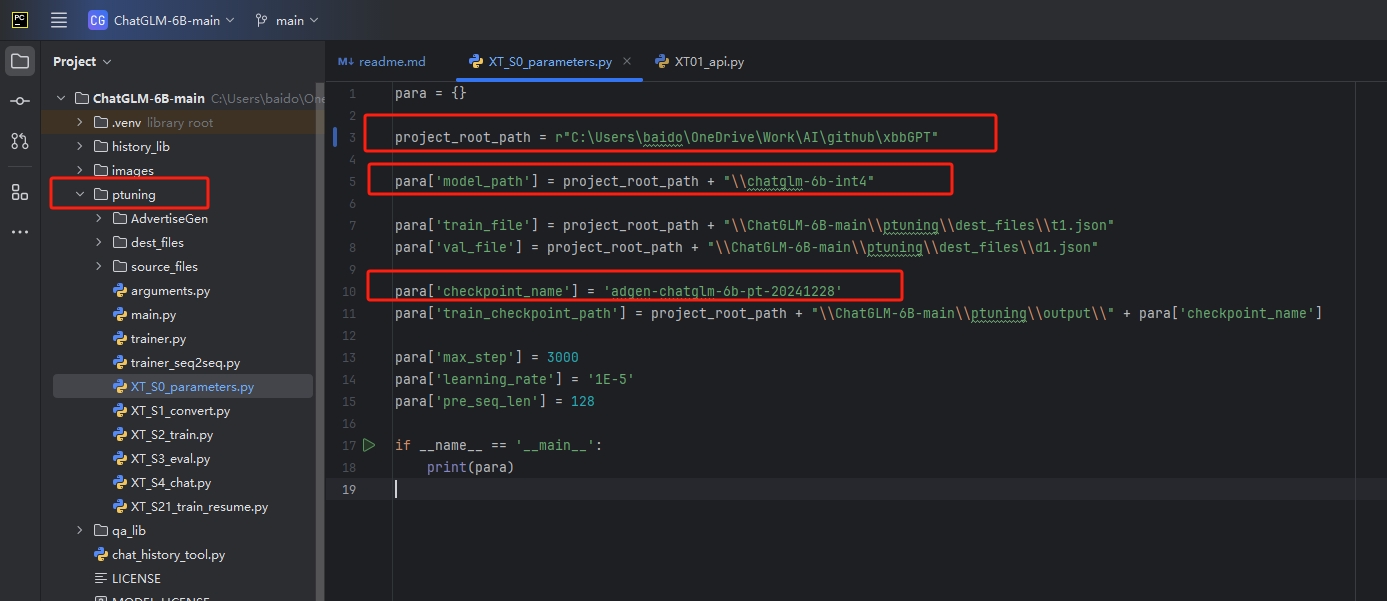 PC
CG ChatGLM-6B-main main
Project
ChatGLM-6B-main C:\Users\baido\One
.venv library root
history_lib
images
ptuning
AdvertiseGen
dest_files
source_files
arguments.py
main.py
trainer.py
trainer_seq2seq.py
XT_S0_parameters.py
XT_S1_convert.py
XT_S2_train.py
XT_S3_eval.py
XT_S4_chat.py
XT_S21_train_resume.py
qa_lib
chat_history_tool.py
LICENSE
MODEL_LICENSE
M↓ readme.md XT_S0_parameters.py XT01_api.py
1 para = {}
2
3 project_root_path = r"C:\Users\baido\OneDrive\Work\AI\github\xbbGPT"
4
5 para['model_path'] = project_root_path + "\\chatglm-6b-int4"
6
7 para['train_file'] = project_root_path + "\\ChatGLM-6B-main\\ptuning\\dest_files\\t1.json"
8 para['val_file'] = project_root_path + "\\ChatGLM-6B-main\\ptuning\\dest_files\\d1.json"
9
10 para['checkpoint_name'] = 'adgen-chatglm-6b-pt-20241228'
11 para['train_checkpoint_path'] = project_root_path + "\\ChatGLM-6B-main\\ptuning\\output\\" + para['checkpoint_name']
12
13 para['max_step'] = 3000
14 para['learning_rate'] = '1E-5'
15 para['pre_seq_len'] = 128
16
17 if __name__ == '__main__':
18 print(para)
19